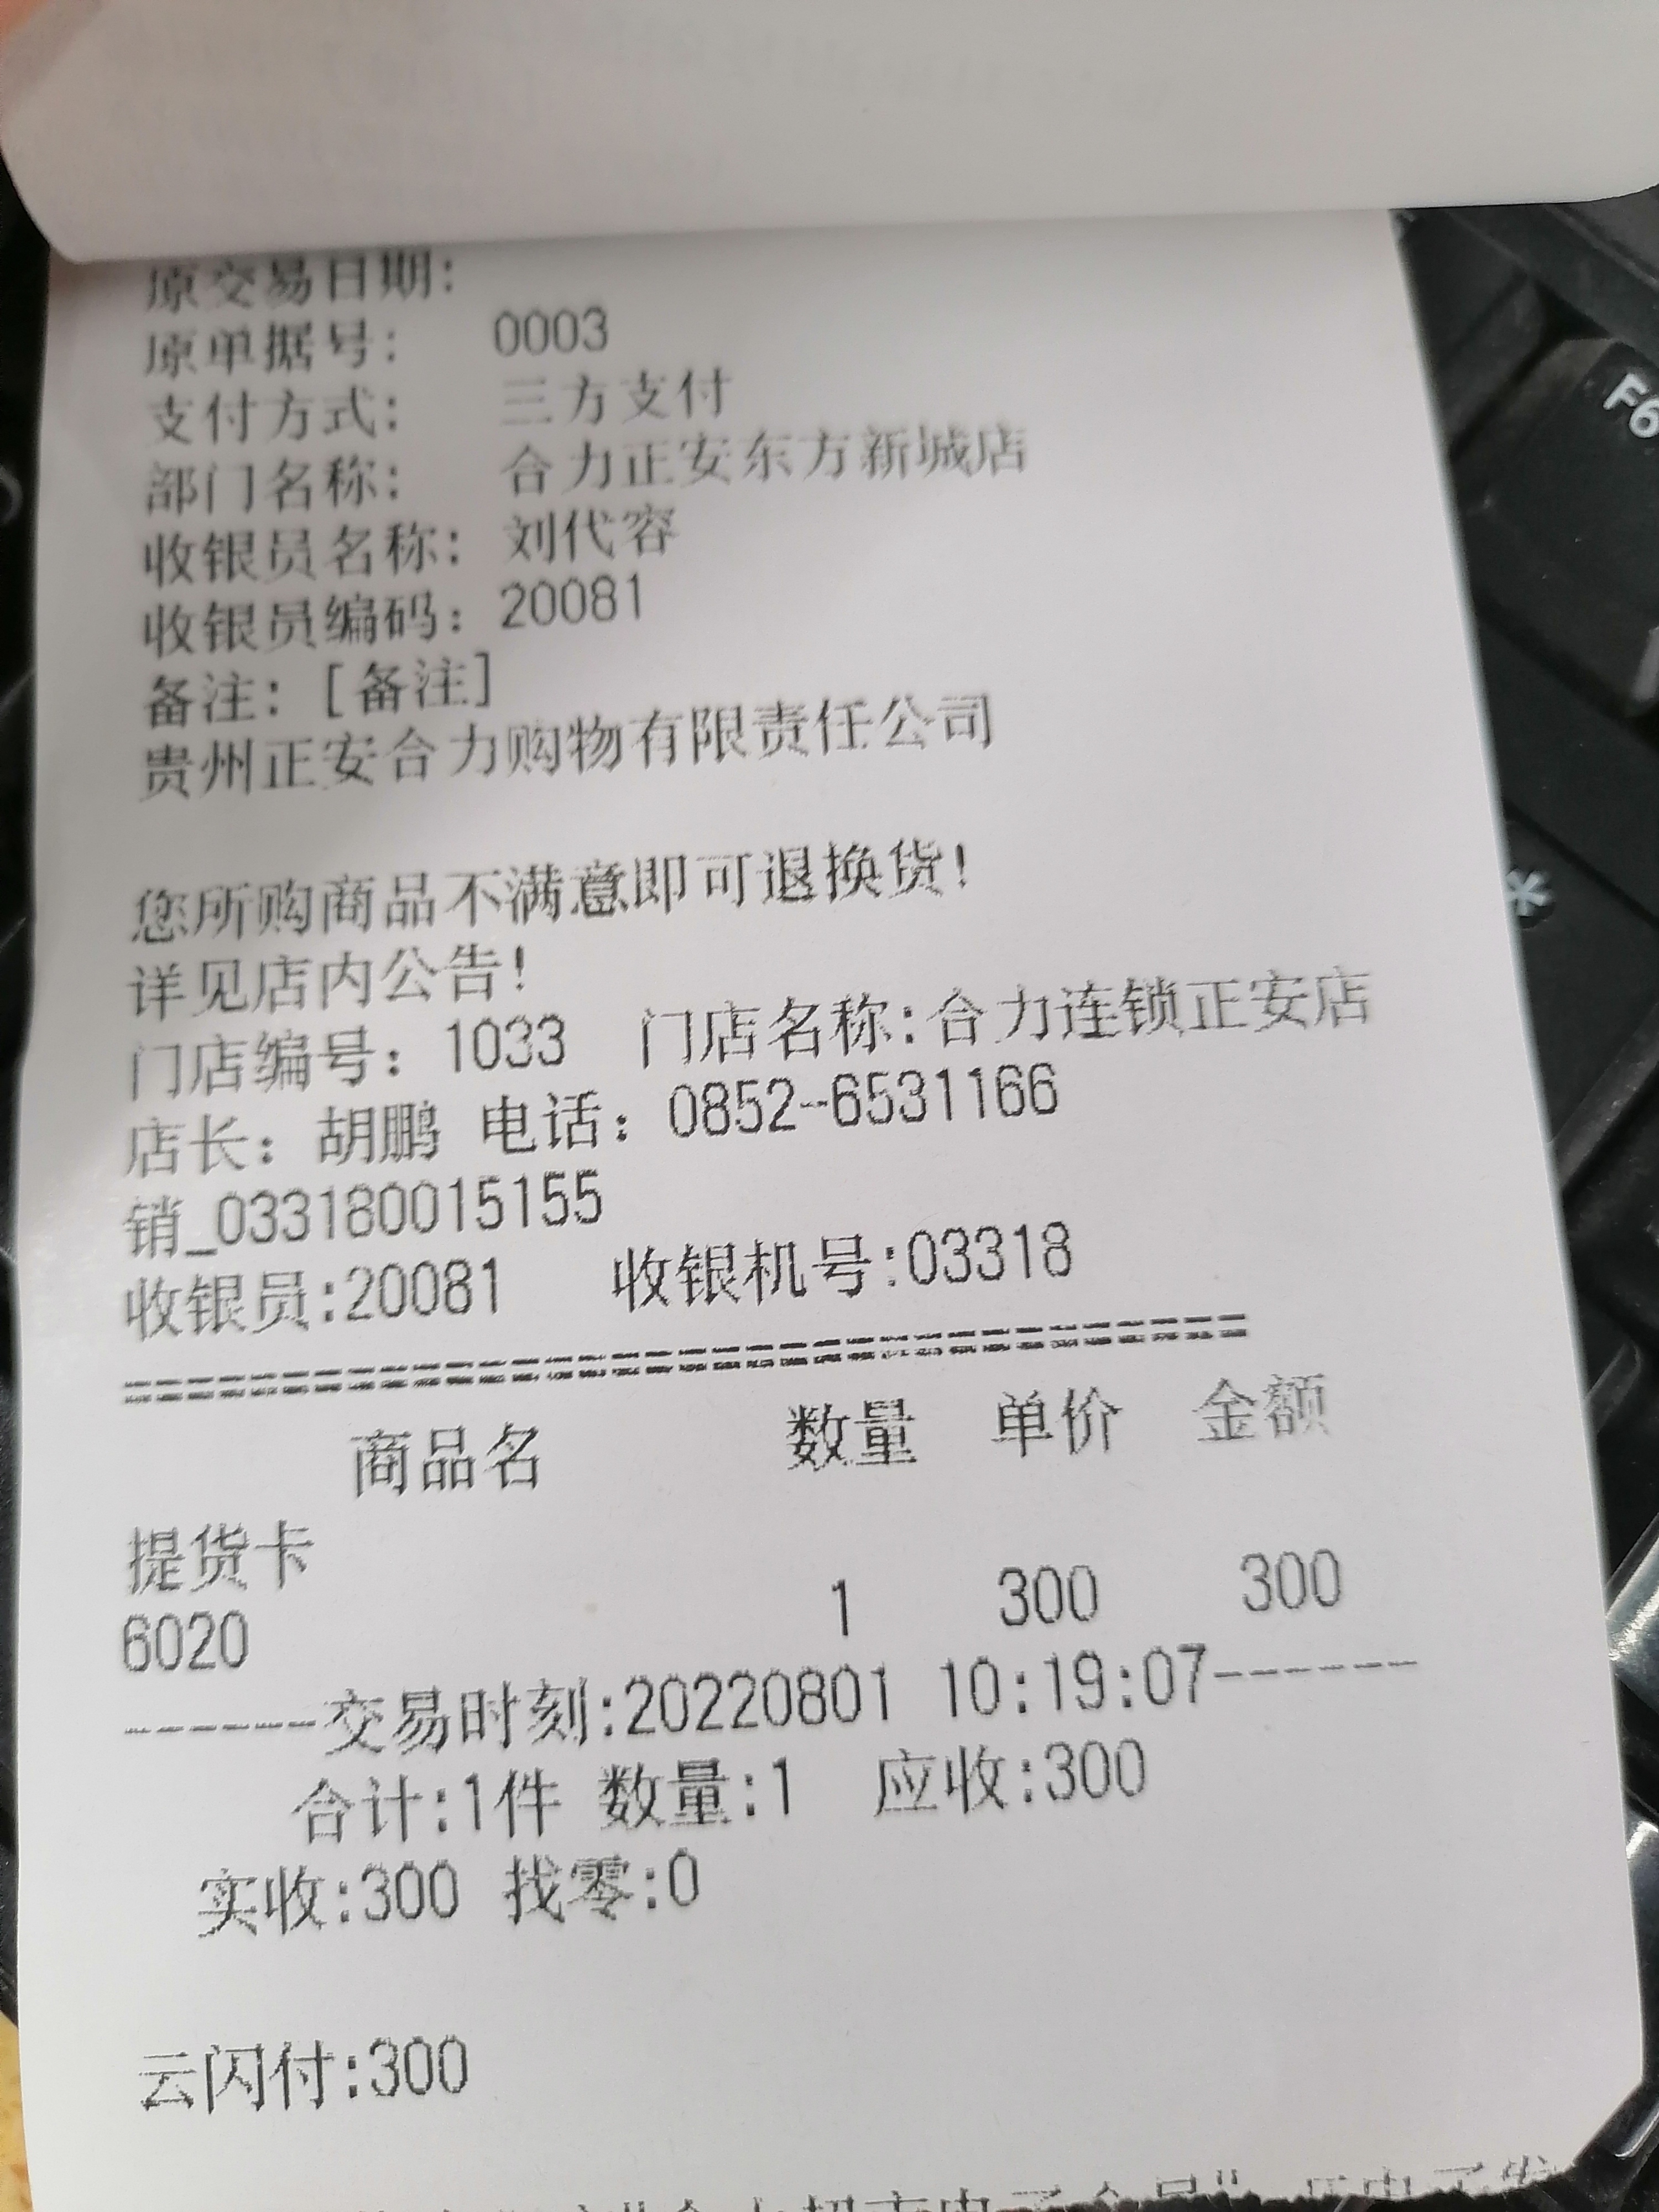 原交易日期:
原单据号: 0003
支付方式: 三方支付
部门名称: 合力正安东方新城店
收银员名称: 刘代容
收银员编码: 20081
备注: [备注]
贵州正安合力购物有限责任公司
您所购商品不满意即可退换货!
详见店内公告!
门店编号: 1033 门店名称:合力连锁正安店
店长: 胡鹏 电话: 0852--6531166
销_033180015155
收银员:20081 收银机号:03318
商品名 数量 单价 金额
提货卡
6020 1 300 300
------交易时刻:20220801 10:19:07------
合计:1件 数量:1 应收:300
实收:300 找零:0
云闪付:300
F6
*